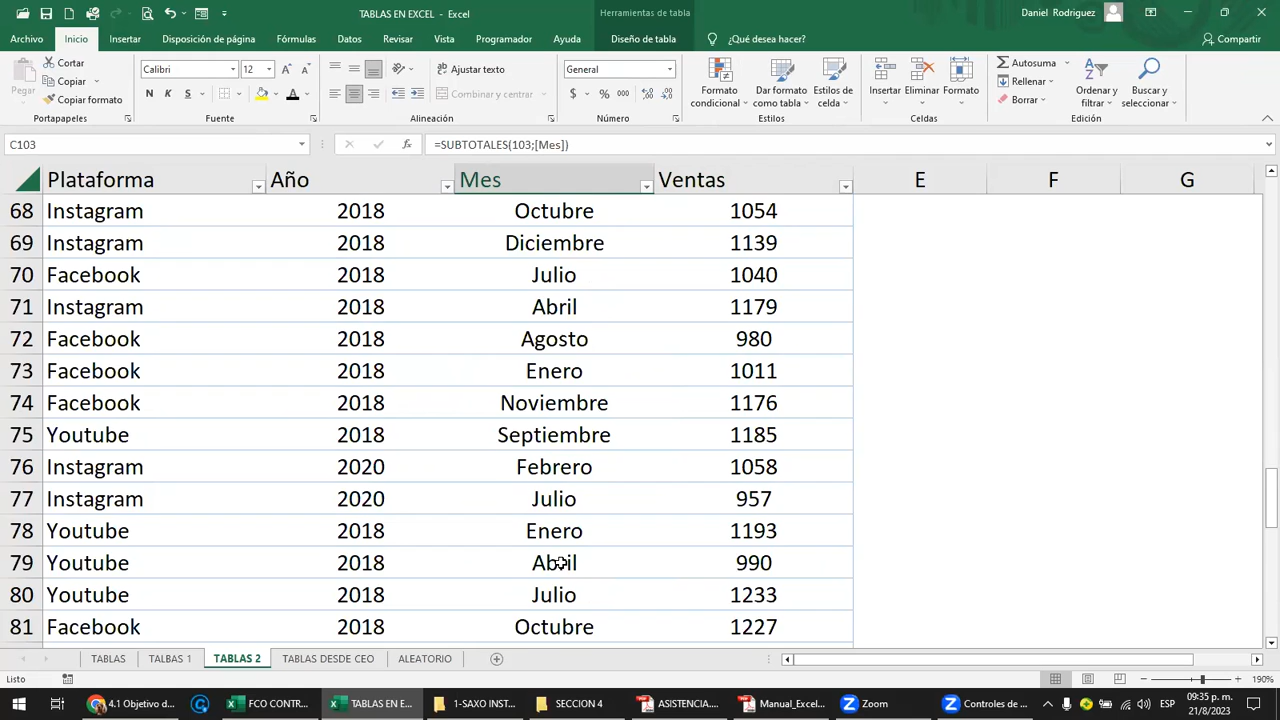 TABLAS EN EXCEL - Excel
Herramientas de tabla
Daniel Rodriguez
Archivo Inicio Insertar Disposición de página Fórmulas Datos Revisar Vista Programador Ayuda Diseño de tabla ¿Qué desea hacer? Compartir
Pegar
Cortar
Copiar
Copiar formato
Portapapeles
Calibri 12
N K S
Fuente
Ajustar texto
Combinar y centrar
Alineación
General
$ % 000
Número
Formato condicional
Dar formato como tabla
Estilos de celda
Estilos
Insertar Eliminar Formato
Celdas
Autosuma
Rellenar
Borrar
Ordenar y filtrar
Buscar y seleccionar
Edición
C103 =SUBTOTALES(103;[Mes])
Plataforma Año Mes Ventas E F G
68 Instagram 2018 Octubre 1054
69 Instagram 2018 Diciembre 1139
70 Facebook 2018 Julio 1040
71 Instagram 2018 Abril 1179
72 Facebook 2018 Agosto 980
73 Facebook 2018 Enero 1011
74 Facebook 2018 Noviembre 1176
75 Youtube 2018 Septiembre 1185
76 Instagram 2020 Febrero 1058
77 Instagram 2020 Julio 957
78 Youtube 2018 Enero 1193
79 Youtube 2018 Abril 990
80 Youtube 2018 Julio 1233
81 Facebook 2018 Octubre 1227
TABLAS TALBAS 1 TABLAS 2 TABLAS DESDE CEO ALEATORIO
Listo 190%
4.1 Objetivo d... FCO CONTR... TABLAS EN E... 1-SAXO INST... SECCION 4 ASISTENCIA.... Manual_Exce... Zoom Controles de ... ESP 09:35 p. m.
21/8/2023